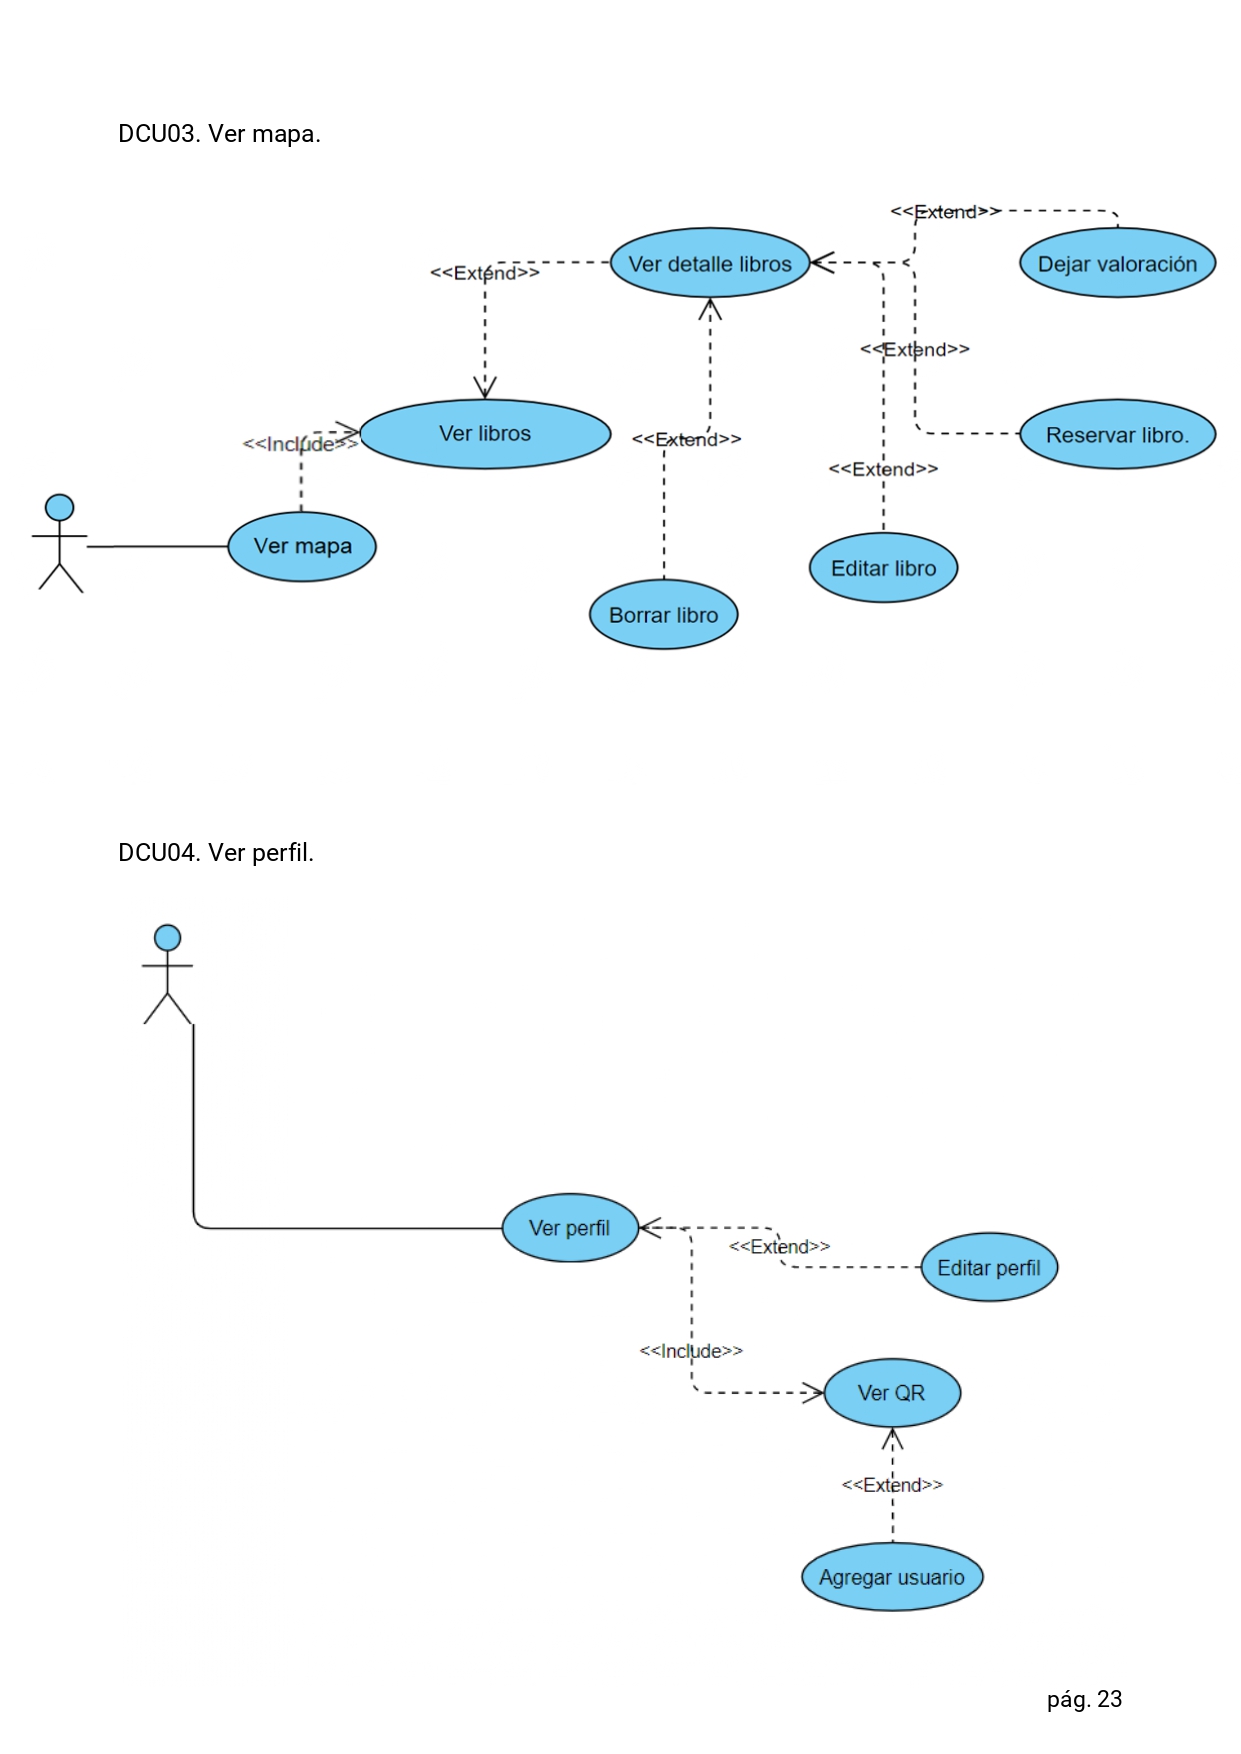 DCU03. Ver mapa.
<<Extend>>
Ver detalle libros
Dejar valoración
<<Extend>>
<<Extend>>
Ver libros
<<Include>>
<<Extend>>
Reservar libro.
<<Extend>>
Ver mapa
Editar libro
Borrar libro
DCU04. Ver perfil.
Ver perfil
<<Extend>>
Editar perfil
<<Include>>
Ver QR
<<Extend>>
Agregar usuario
pág. 23